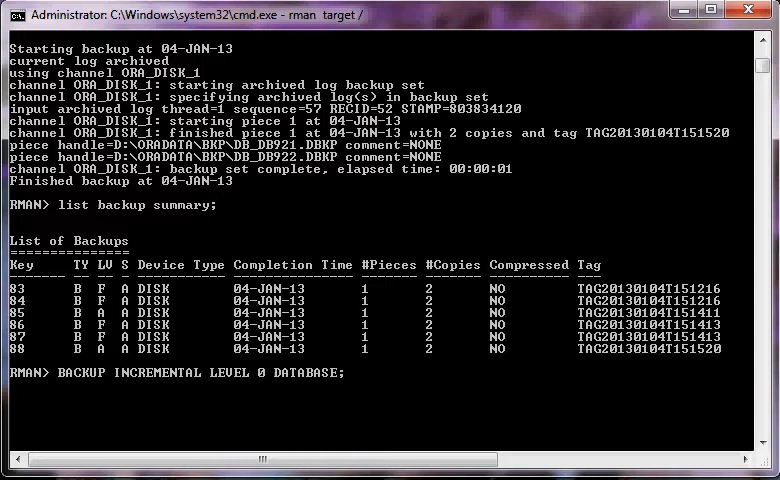 Administrator: C:\Windows\system32\cmd.exe - rman target /
Starting backup at 04-JAN-13
current log archived
using channel ORA_DISK_1
channel ORA_DISK_1: starting archived log backup set
channel ORA_DISK_1: specifying archived log(s) in backup set
input archived log thread=1 sequence=57 RECID=52 STAMP=803834120
channel ORA_DISK_1: starting piece 1 at 04-JAN-13
channel ORA_DISK_1: finished piece 1 at 04-JAN-13 with 2 copies and tag TAG20130104T151520
piece handle=D:\ORADATA\BKP\DB_DB921.DBKP comment=NONE
piece handle=D:\ORADATA\BKP\DB_DB922.DBKP comment=NONE
channel ORA_DISK_1: backup set complete, elapsed time: 00:00:01
Finished backup at 04-JAN-13
RMAN> list backup summary;
List of Backups
===============
Key TY LV S Device Type Completion Time #Pieces #Copies Compressed Tag
------- -- -- - ----------- --------------- ------- ------- ---------- ---
83 B F A DISK 04-JAN-13 1 2 NO TAG20130104T151216
84 B F A DISK 04-JAN-13 1 2 NO TAG20130104T151216
85 B A A DISK 04-JAN-13 1 2 NO TAG20130104T151411
86 B F A DISK 04-JAN-13 1 2 NO TAG20130104T151413
87 B F A DISK 04-JAN-13 1 2 NO TAG20130104T151413
88 B A A DISK 04-JAN-13 1 2 NO TAG20130104T151520
RMAN> BACKUP INCREMENTAL LEVEL 0 DATABASE;